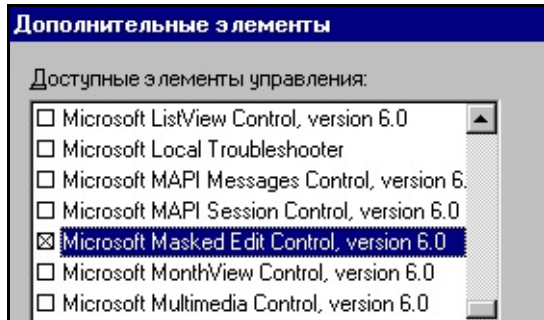 Дополнительные элементы
Доступные элементы управления:
Microsoft ListView Control, version 6.0
Microsoft Local Troubleshooter
Microsoft MAPI Messages Control, version 6.
Microsoft MAPI Session Control, version 6.0
Microsoft Masked Edit Control, version 6.0
Microsoft MonthView Control, version 6.0
Microsoft Multimedia Control, version 6.0